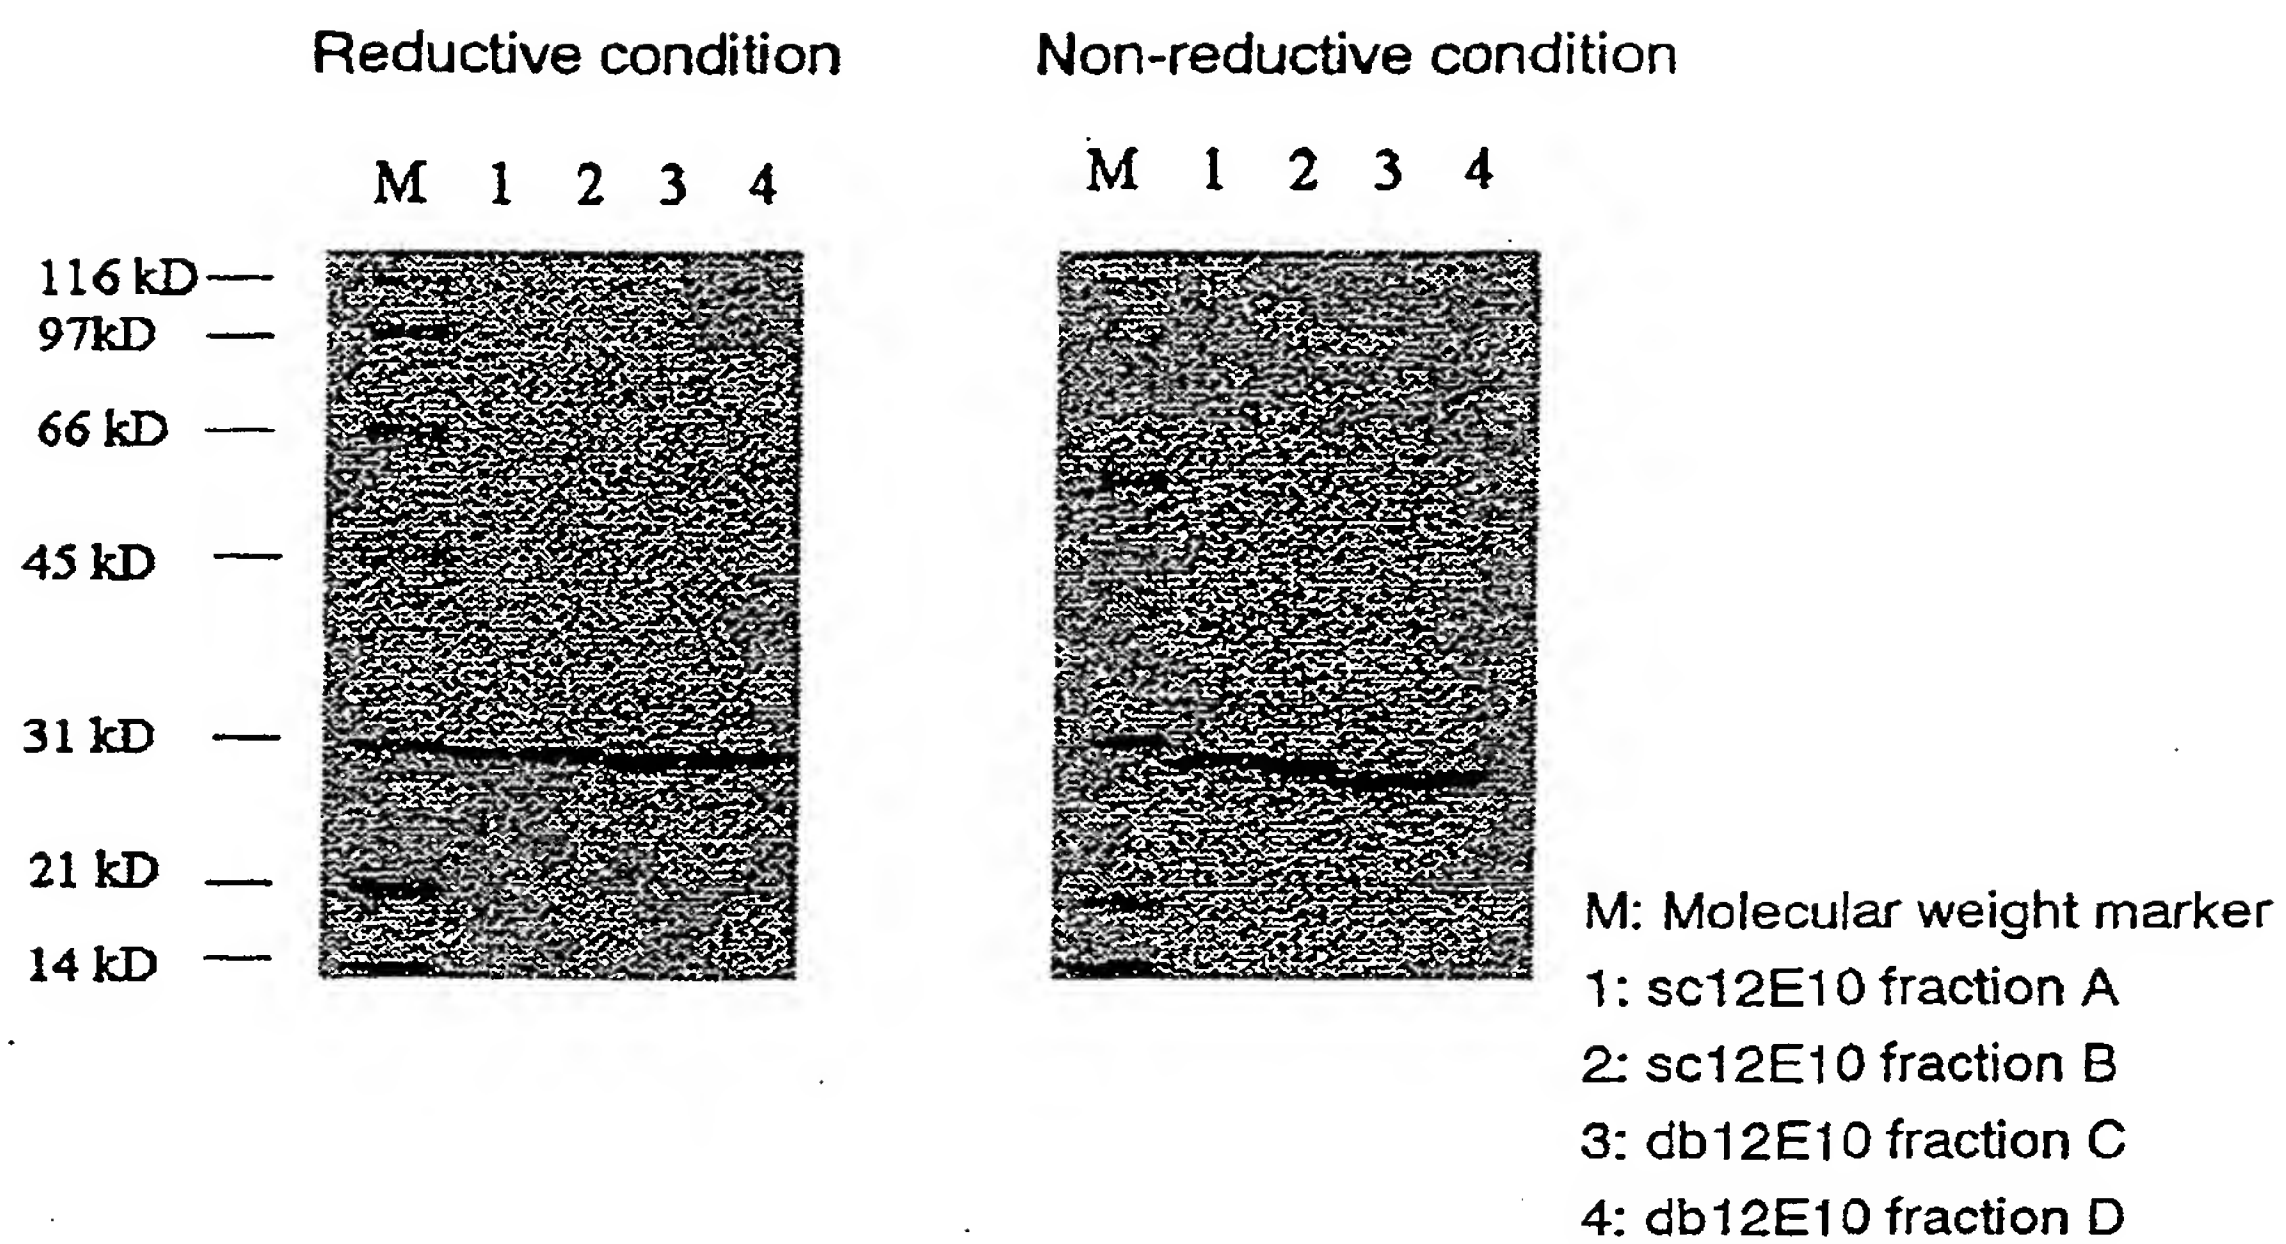 Reductive condition
Non-reductive condition
M 1 2 3 4
M 1 2 3 4
116 kD
97kD
66 kD
45 kD
31 kD
21 kD
14 kD
M: Molecular weight marker
1: sc12E10 fraction A
2: sc12E10 fraction B
3: db12E10 fraction C
4: db12E10 fraction D